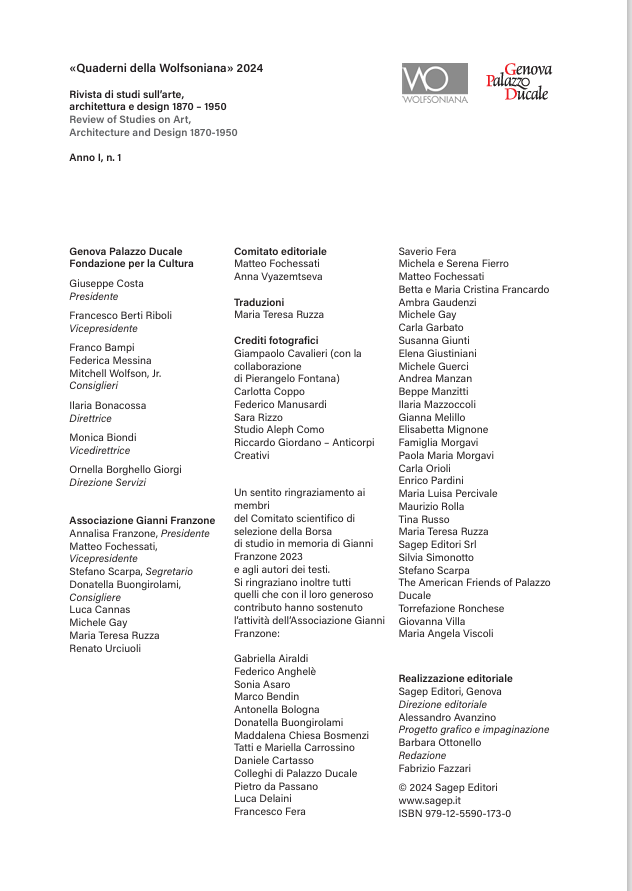 «Quaderni della Wolfsoniana» 2024
Rivista di studi sull'arte,
architettura e design 1870 – 1950
Review of Studies on Art,
Architecture and Design 1870-1950
Anno I, n. 1
WO
WOLFSONIANA
Genova
Palazzo
Ducale
Genova Palazzo Ducale
Fondazione per la Cultura
Giuseppe Costa
Presidente
Francesco Berti Riboli
Vicepresidente
Franco Bampi
Federica Messina
Mitchell Wolfson, Jr.
Consiglieri
Ilaria Bonacossa
Direttrice
Monica Biondi
Vicedirettrice
Ornella Borghello Giorgi
Direzione Servizi
Associazione Gianni Franzone
Annalisa Franzone, Presidente
Matteo Fochessati,
Vicepresidente
Stefano Scarpa, Segretario
Donatella Buongirolami,
Consigliere
Luca Cannas
Michele Gay
Maria Teresa Ruzza
Renato Urciuoli
Comitato editoriale
Matteo Fochessati
Anna Vyazemtseva
Traduzioni
Maria Teresa Ruzza
Crediti fotografici
Giampaolo Cavalieri (con la
collaborazione
di Pierangelo Fontana)
Carlotta Coppo
Federico Manusardi
Sara Rizzo
Studio Aleph Como
Riccardo Giordano – Anticorpi
Creativi
Un sentito ringraziamento ai
membri
del Comitato scientifico di
selezione della Borsa
di studio in memoria di Gianni
Franzone 2023
e agli autori dei testi.
Si ringraziano inoltre tutti
quelli che con il loro generoso
contributo hanno sostenuto
l'attività dell'Associazione Gianni
Franzone:
Gabriella Airaldi
Federico Anghelè
Sonia Asaro
Marco Bendin
Antonella Bologna
Donatella Buongirolami
Maddalena Chiesa Bosmenzi
Tatti e Mariella Carrossino
Daniele Cartasso
Colleghi di Palazzo Ducale
Pietro da Passano
Luca Delaini
Francesco Fera
Saverio Fera
Michela e Serena Fierro
Matteo Fochessati
Betta e Maria Cristina Francardo
Ambra Gaudenzi
Michele Gay
Carla Garbato
Susanna Giunti
Elena Giustiniani
Michele Guerci
Andrea Manzan
Beppe Manzitti
Ilaria Mazzoccoli
Gianna Melillo
Elisabetta Mignone
Famiglia Morgavi
Paola Maria Morgavi
Carla Orioli
Enrico Pardini
Maria Luisa Percivale
Maurizio Rolla
Tina Russo
Maria Teresa Ruzza
Sagep Editori Srl
Silvia Simonotto
Stefano Scarpa
The American Friends of Palazzo
Ducale
Torrefazione Ronchese
Giovanna Villa
Maria Angela Viscoli
Realizzazione editoriale
Sagep Editori, Genova
Direzione editoriale
Alessandro Avanzino
Progetto grafico e impaginazione
Barbara Ottonello
Redazione
Fabrizio Fazzari
© 2024 Sagep Editori
www.sagep.it
ISBN 979-12-5590-173-0